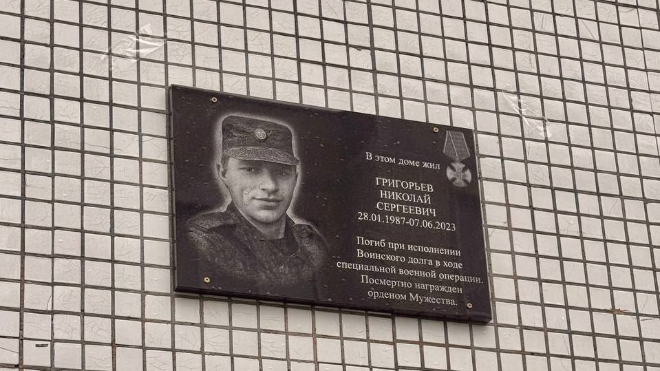 В этом доме жил
ГРИГОРЬЕВ
НИКОЛАЙ
СЕРГЕЕВИЧ
28.01.1987-07.06.2023
Погиб при исполнении
Воинского долга в ходе
специальной военной операции.
Посмертно награжден
орденом Мужества.